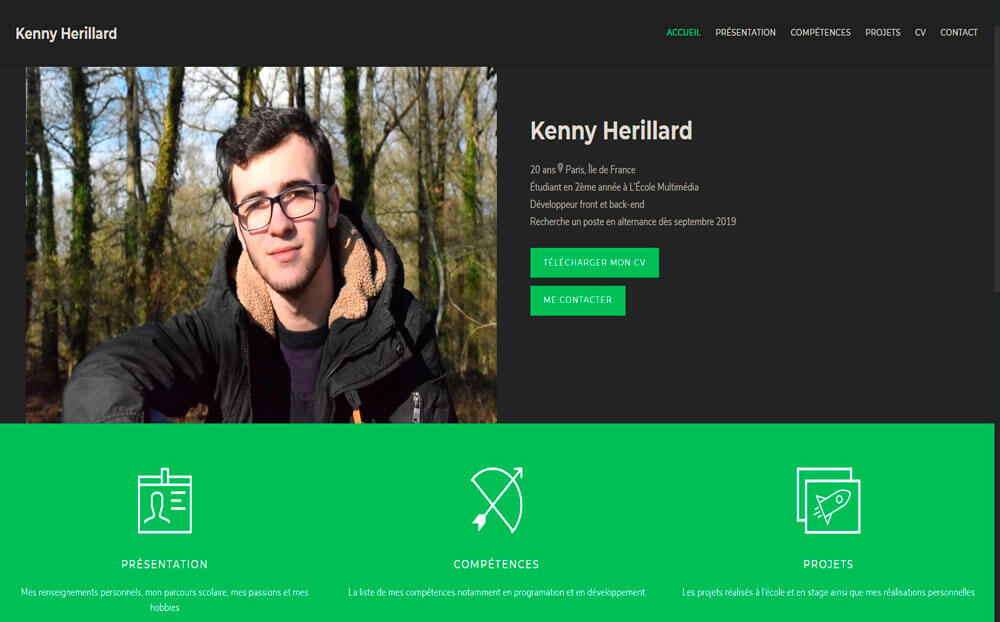 Kenny Herillard
ACCUEIL PRÉSENTATION COMPÉTENCES PROJETS CV CONTACT
Kenny Herillard
20 ans Paris, Île de France
Étudiant en 2ème année à L'École Multimédia
Développeur front et back-end
Recherche un poste en alternance dès septembre 2019
TÉLÉCHARGER MON CV
ME CONTACTER
PRÉSENTATION
Mes renseignements personnels, mon parcours scolaire, mes passions et mes
hobbies
COMPÉTENCES
La liste de mes compétences notamment en programation et en développement
PROJETS
Les projets réalisés à l'école et en stage ainsi que mes réalisations personnelles